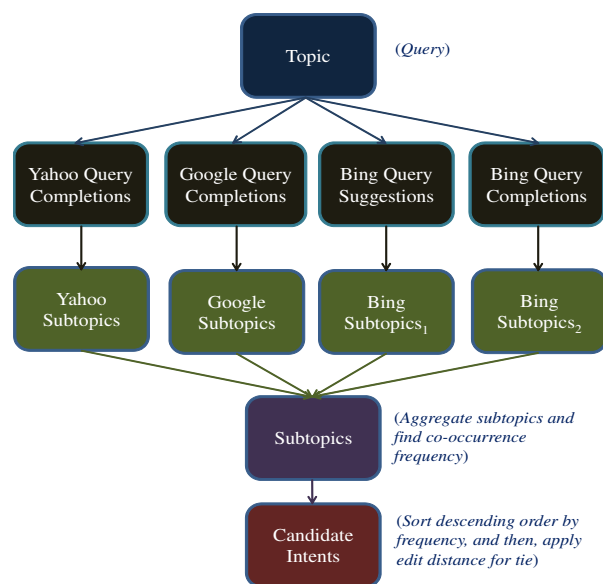 Topic
(Query)
Yahoo Query
Completions
Google Query
Completions
Bing Query
Suggestions
Bing Query
Completions
Yahoo
Subtopics
Google
Subtopics
Bing
Subtopics₁
Bing
Subtopics₂
Subtopics
(Aggregate subtopics and
find co-occurrence
frequency)
Candidate
Intents
(Sort descending order by
frequency, and then, apply
edit distance for tie)